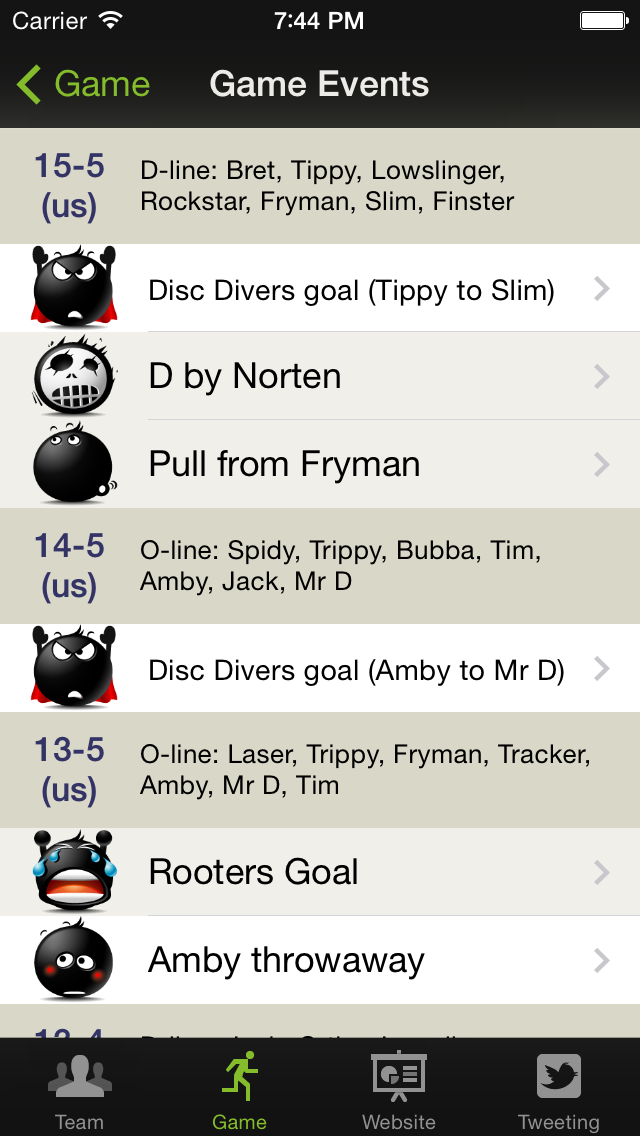 Carrier 7:44 PM
Game Game Events
15-5
(us)
D-line: Bret, Tippy, Lowslinger,
Rockstar, Fryman, Slim, Finster
Disc Divers goal (Tippy to Slim)
D by Norten
Pull from Fryman
14-5
(us)
O-line: Spidy, Trippy, Bubba, Tim,
Amby, Jack, Mr D
Disc Divers goal (Amby to Mr D)
13-5
(us)
O-line: Laser, Trippy, Fryman, Tracker,
Amby, Mr D, Tim
Rooters Goal
Amby throwaway
Team Game Website Tweeting